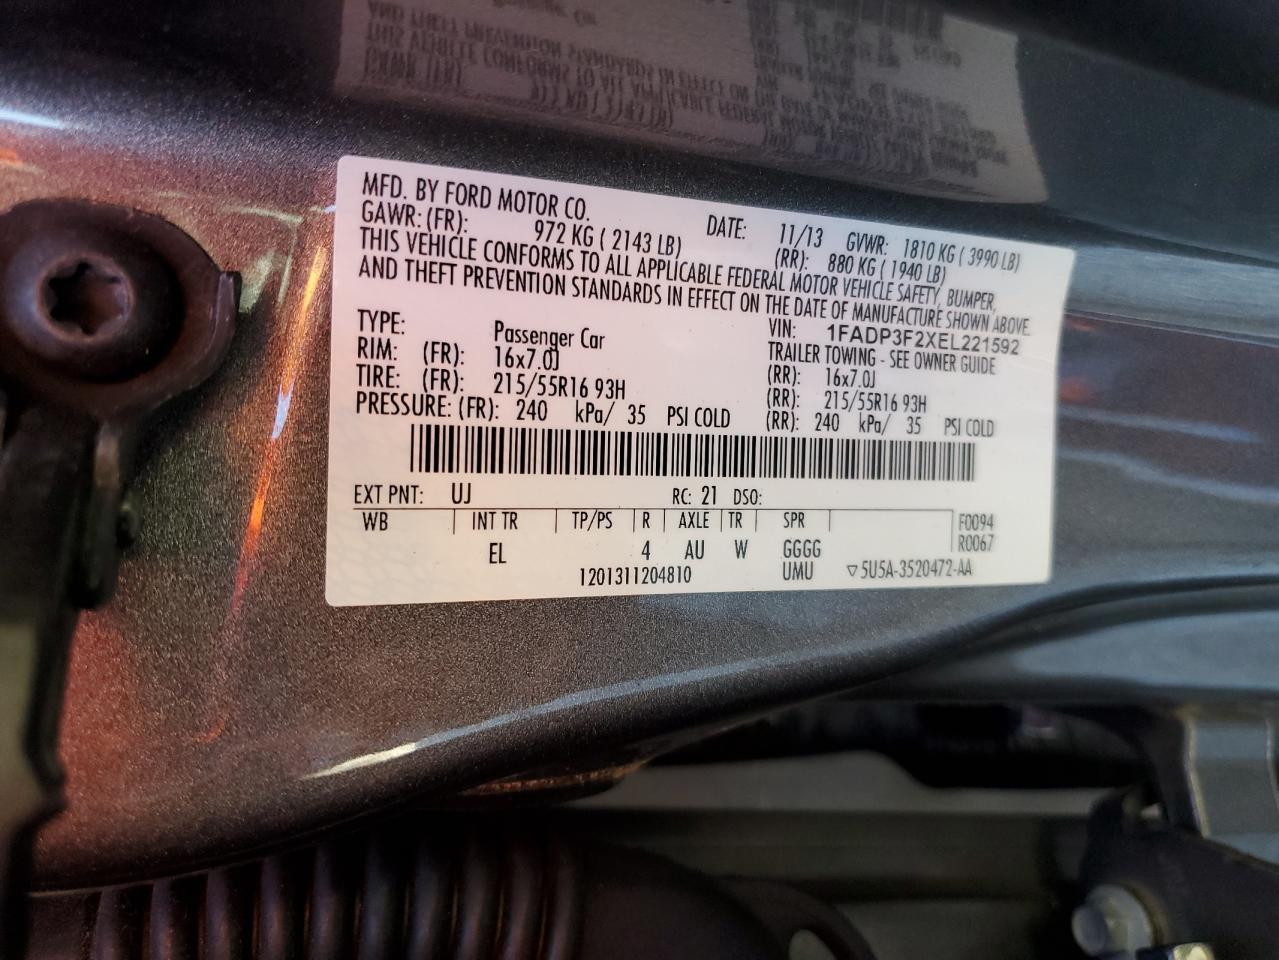 MFD. BY FORD MOTOR CO. DATE: 11/13 GVWR: 1810 KG ( 3990 LB)
GAWR: (FR): 972 KG ( 2143 LB) (RR): 880 KG ( 1940 LB)
THIS VEHICLE CONFORMS TO ALL APPLICABLE FEDERAL MOTOR VEHICLE SAFETY, BUMPER,
AND THEFT PREVENTION STANDARDS IN EFFECT ON THE DATE OF MANUFACTURE SHOWN ABOVE.
VIN: 1FADP3F2XEL221592
TYPE: Passenger Car TRAILER TOWING - SEE OWNER GUIDE
RIM: (FR): 16x7.0J (RR): 16x7.0J
TIRE: (FR): 215/55R16 93H (RR): 215/55R16 93H
PRESSURE: (FR): 240 kPa/ 35 PSI COLD (RR): 240 kPa/ 35 PSI COLD
EXT PNT: UJ RC: 21 DSO:
WB INT TR TP/PS R AXLE TR SPR F0094
R0067
EL 4 AU W GGGG
1201311204810 UMU ▽5U5A-3520472-AA